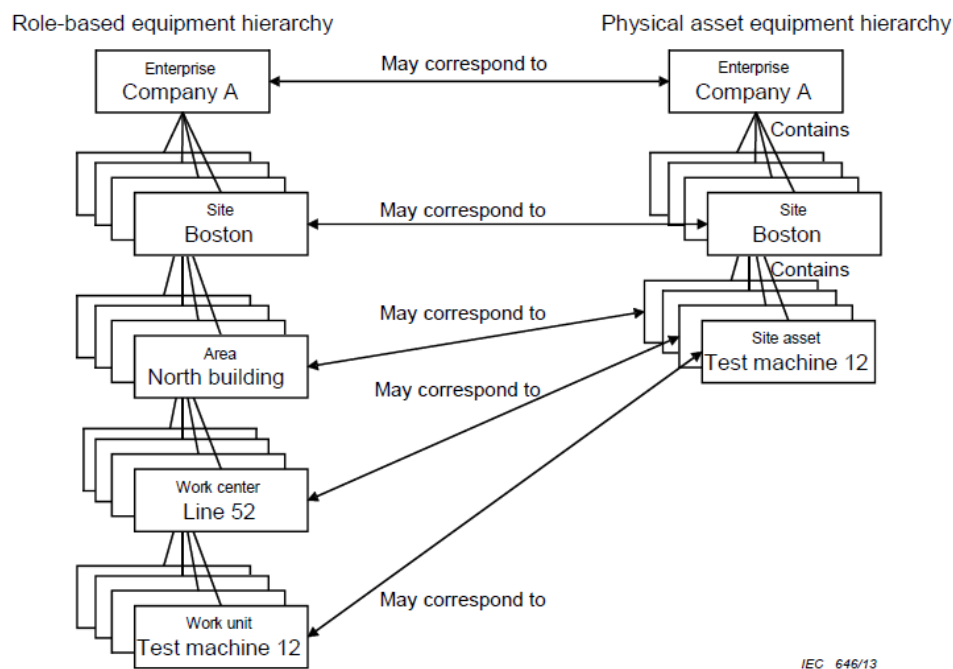 Role-based equipment hierarchy
Physical asset equipment hierarchy
Enterprise
Company A
May correspond to
Enterprise
Company A
Contains
Site
Boston
May correspond to
Site
Boston
Contains
May correspond to
Area
North building
Site asset
Test machine 12
May correspond to
Work center
Line 52
May correspond to
Work unit
Test machine 12
IEC 646/13